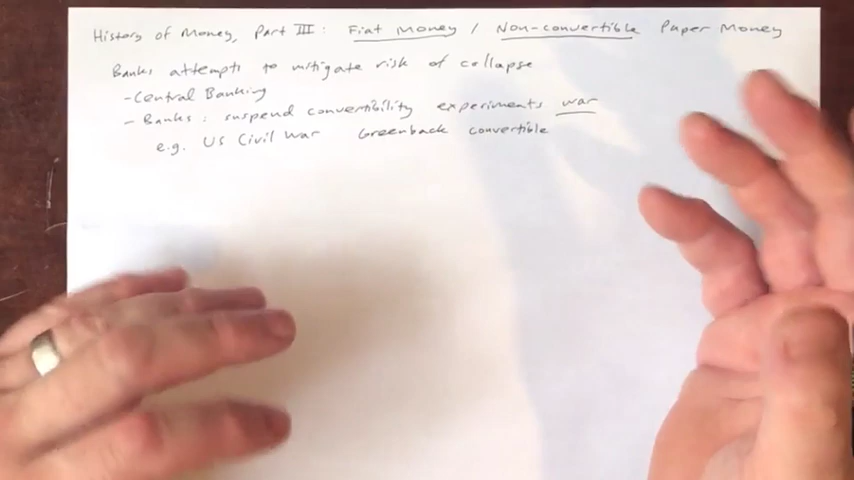 History of Money, Part III: Fiat Money / Non-convertible Paper Money
Banks attempts to mitigate risk of collapse
- Central Banking
- Banks: suspend convertibility experiments war
e.g. US Civil War Greenback convertible